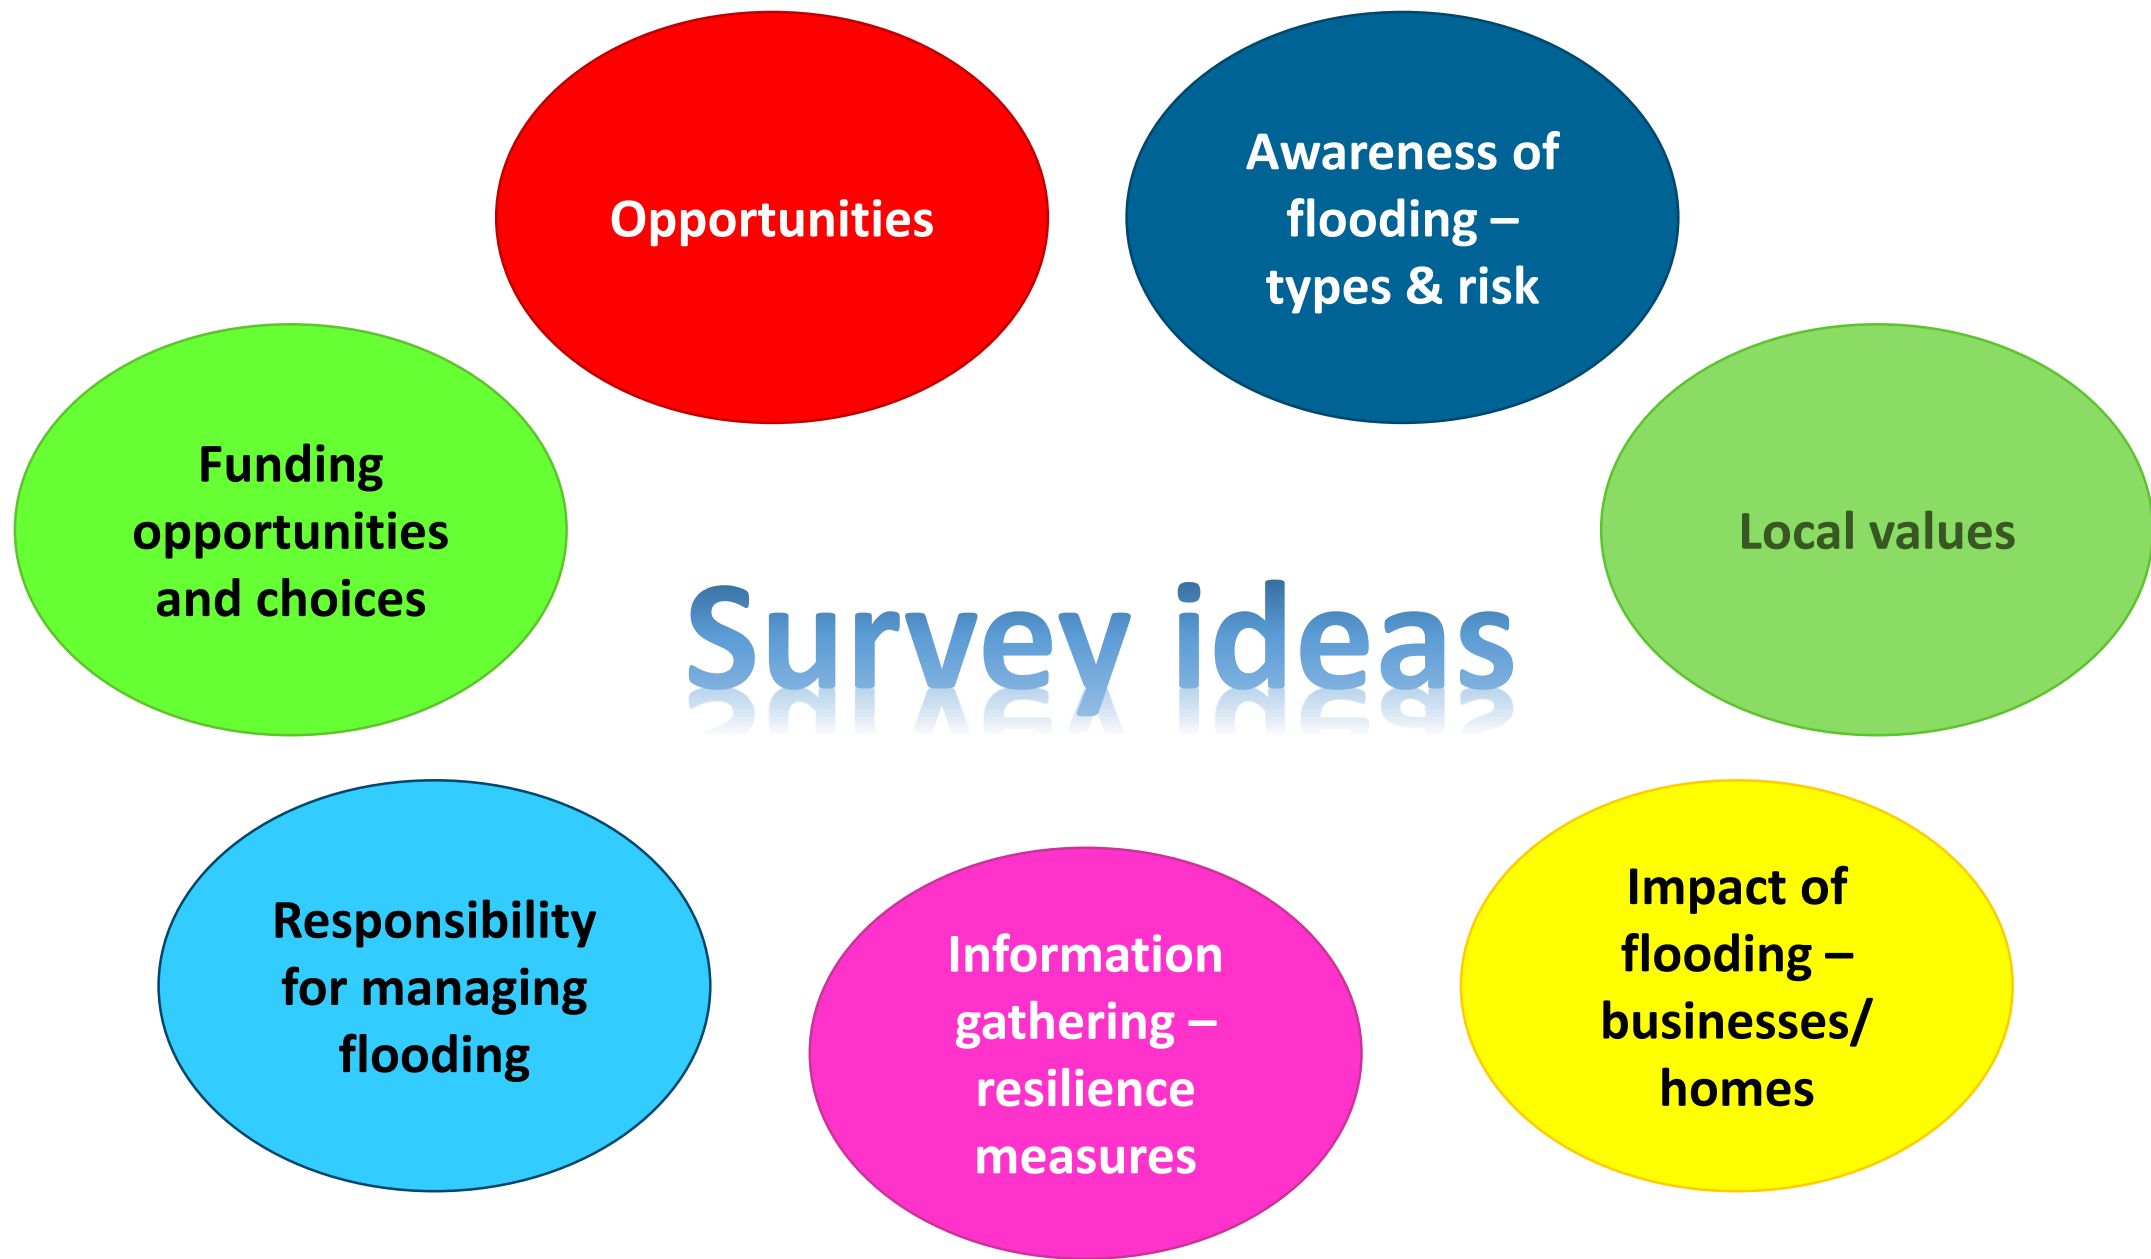 Opportunities
Awareness of
flooding –
types & risk
Funding
opportunities
and choices
Local values
Survey ideas
Responsibility
for managing
flooding
Information
gathering –
resilience
measures
Impact of
flooding –
businesses/
homes